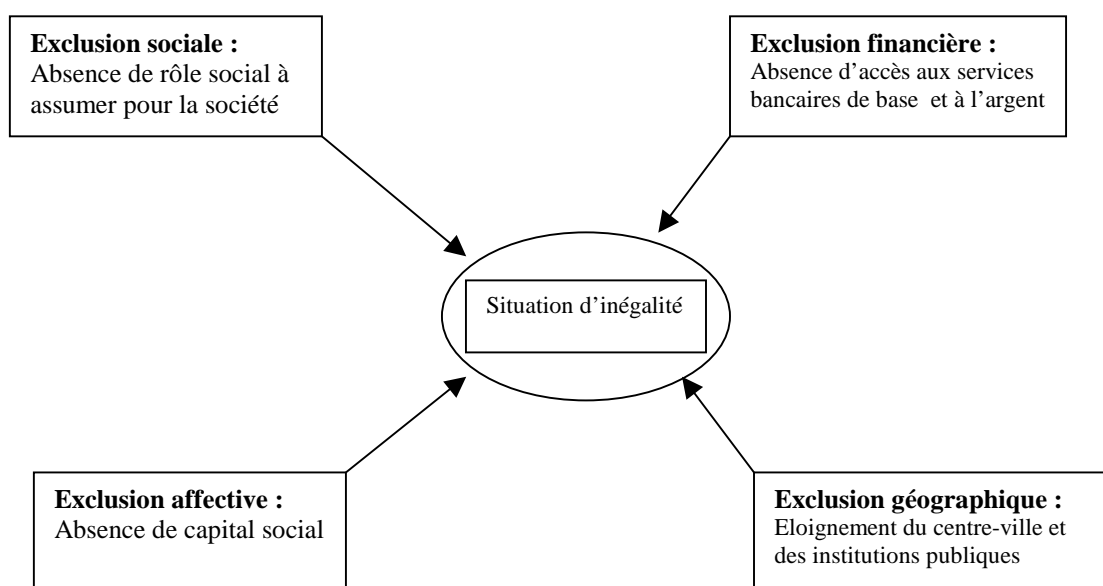 Exclusion sociale :
Absence de rôle social à
assumer pour la société
Exclusion financière :
Absence d’accès aux services
bancaires de base et à l’argent
Situation d’inégalité
Exclusion affective :
Absence de capital social
Exclusion géographique :
Eloignement du centre-ville et
des institutions publiques